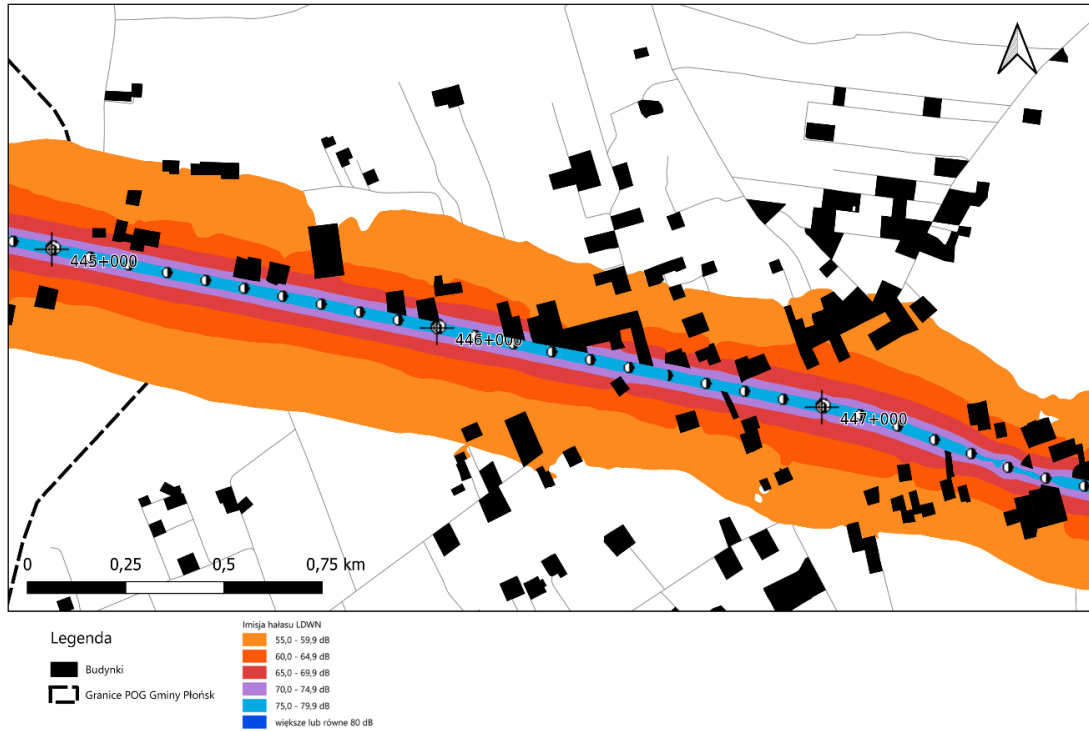 445+000
446+000
447+000
0 0,25 0,5 0,75 km
Legenda
Budynki
Granice POG Gminy Płońsk
Imisja hałasu LDWN
55,0 - 59,9 dB
60,0 - 64,9 dB
65,0 - 69,9 dB
70,0 - 74,9 dB
75,0 - 79,9 dB
większe lub równe 80 dB